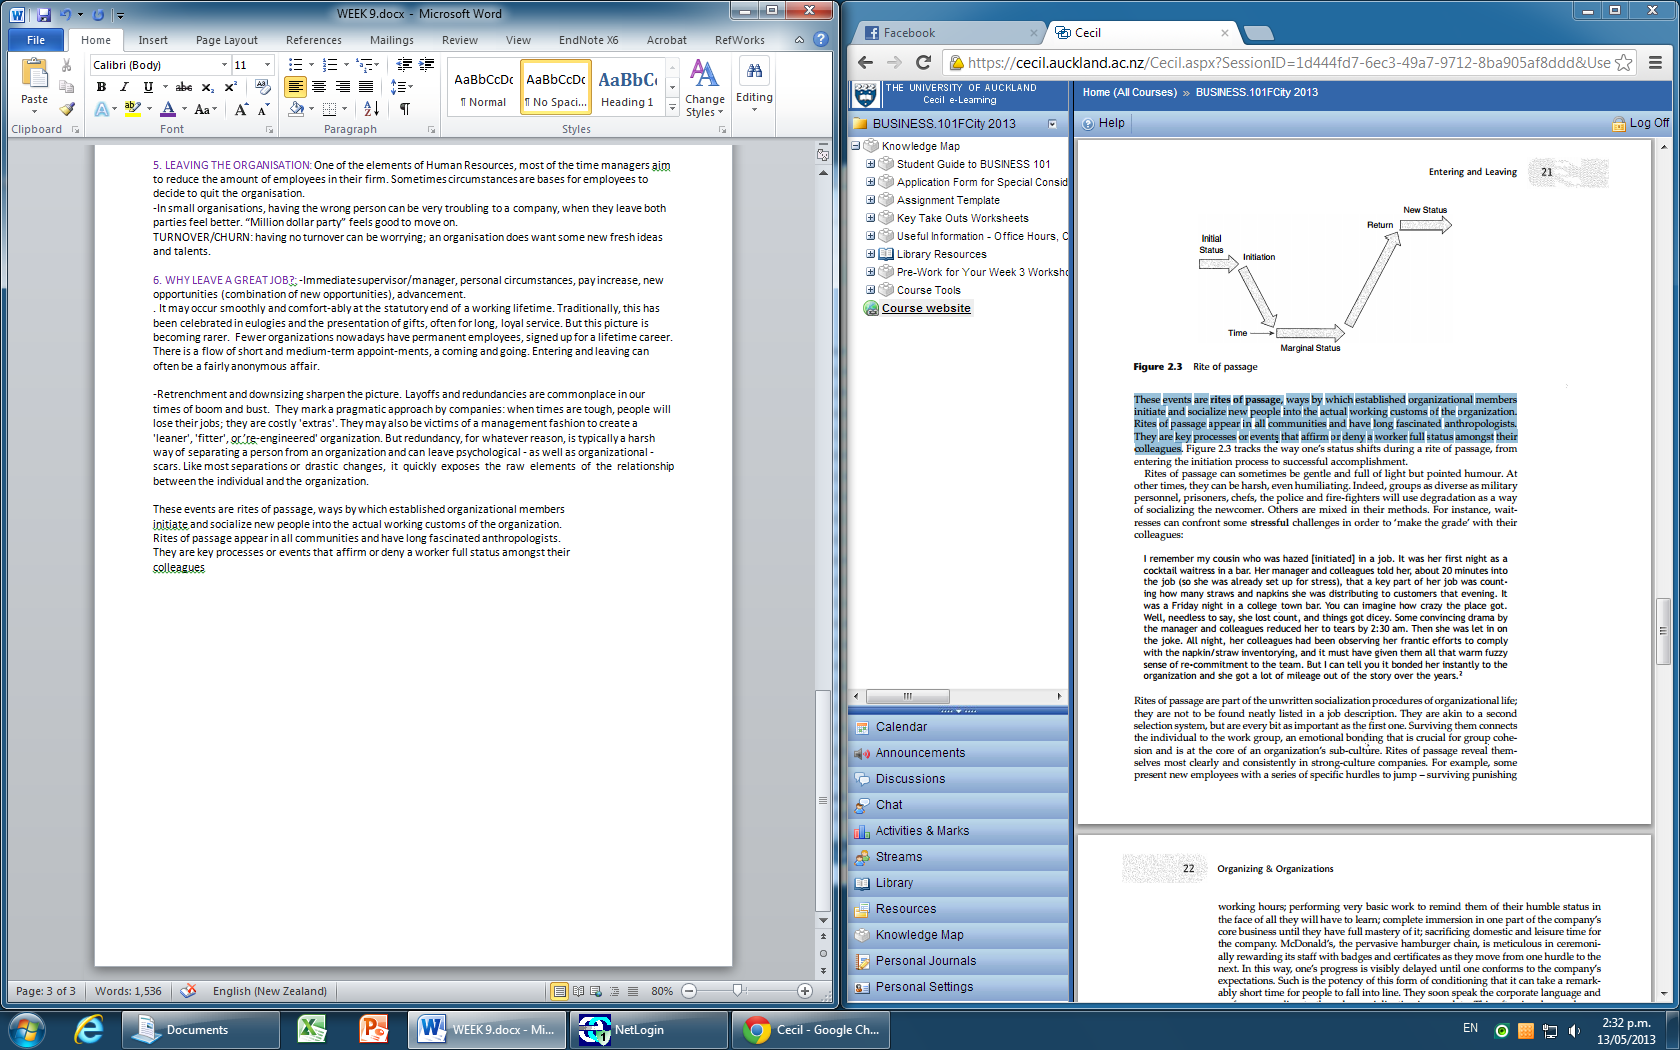 WEEK 9.docx - Microsoft Word
File Home Insert Page Layout References Mailings Review View EndNote X6 Acrobat RefWorks
Paste
Calibri (Body) 11
B I U abc x₂ x²
Aa
AaBbCcDc AaBbCcDc AaBbCc
¶ Normal ¶ No Spaci... Heading 1
Change Styles
Editing
Clipboard Font Paragraph Styles
5. LEAVING THE ORGANISATION: One of the elements of Human Resources, most of the time managers aim
to reduce the amount of employees in their firm. Sometimes circumstances are bases for employees to
decide to quit the organisation.
-In small organisations, having the wrong person can be very troubling to a company, when they leave both
parties feel better. “Million dollar party” feels good to move on.
TURNOVER/CHURN: having no turnover can be worrying; an organisation does want some new fresh ideas
and talents.
6. WHY LEAVE A GREAT JOB?; -Immediate supervisor/manager, personal circumstances, pay increase, new
opportunities (combination of new opportunities), advancement.
. It may occur smoothly and comfort-ably at the statutory end of a working lifetime. Traditionally, this has
been celebrated in eulogies and the presentation of gifts, often for long, loyal service. But this picture is
becoming rarer. Fewer organizations nowadays have permanent employees, signed up for a lifetime career.
There is a flow of short and medium-term appoint-ments, a coming and going. Entering and leaving can
often be a fairly anonymous affair.
-Retrenchment and downsizing sharpen the picture. Layoffs and redundancies are commonplace in our
times of boom and bust. They mark a pragmatic approach by companies: when times are tough, people will
lose their jobs; they are costly 'extras'. They may also be victims of a management fashion to create a
'leaner', 'fitter', or 're-engineered' organization. But redundancy, for whatever reason, is typically a harsh
way of separating a person from an organization and can leave psychological - as well as organizational -
scars. Like most separations or drastic changes, it quickly exposes the raw elements of the relationship
between the individual and the organization.
These events are rites of passage, ways by which established organizational members
initiate and socialize new people into the actual working customs of the organization.
Rites of passage appear in all communities and have long fascinated anthropologists.
They are key processes or events that affirm or deny a worker full status amongst their
colleagues
Page: 3 of 3 Words: 1,536 English (New Zealand) 80%
Facebook Cecil
https://cecil.auckland.ac.nz/Cecil.aspx?SessionID=1d444fd7-6ec3-49a7-9712-8ba905af8ddd&Use
THE UNIVERSITY OF AUCKLAND
Cecil e-Learning
Home (All Courses) » BUSINESS.101FCity 2013
BUSINESS.101FCity 2013
Help Log Off
Knowledge Map
Student Guide to BUSINESS 101
Application Form for Special Consid
Assignment Template
Key Take Outs Worksheets
Useful Information - Office Hours, C
Library Resources
Pre-Work for Your Week 3 Worksho
Course Tools
Course website
Calendar
Announcements
Discussions
Chat
Activities & Marks
Streams
Library
Resources
Knowledge Map
Personal Journals
Personal Settings
Entering and Leaving 21
New Status
Return
Initial
Status
Initiation
Time
Marginal Status
Figure 2.3 Rite of passage
These events are rites of passage, ways by which established organizational members
initiate and socialize new people into the actual working customs of the organization.
Rites of passage appear in all communities and have long fascinated anthropologists.
They are key processes or events that affirm or deny a worker full status amongst their
colleagues. Figure 2.3 tracks the way one's status shifts during a rite of passage, from
entering the initiation process to successful accomplishment.
Rites of passage can sometimes be gentle and full of light but pointed humour. At
other times, they can be harsh, even humiliating. Indeed, groups as diverse as military
personnel, prisoners, chefs, the police and fire-fighters will use degradation as a way
of socializing the newcomer. Others are mixed in their methods. For instance, wait-
resses can confront some stressful challenges in order to ‘make the grade’ with their
colleagues:
I remember my cousin who was hazed [initiated] in a job. It was her first night as a
cocktail waitress in a bar. Her manager and colleagues told her, about 20 minutes into
the job (so she was already set up for stress), that a key part of her job was count-
ing how many straws and napkins she was distributing to customers that evening. It
was a Friday night in a college town bar. You can imagine how crazy the place got.
Well, needless to say, she lost count, and things got dicey. Some convincing drama by
the manager and colleagues reduced her to tears by 2:30 am. Then she was let in on
the joke. All night, her colleagues had been observing her frantic efforts to comply
with the napkin/straw inventorying, and it must have given them all that warm fuzzy
sense of re-commitment to the team. But I can tell you it bonded her instantly to the
organization and she got a lot of mileage out of the story over the years.²
Rites of passage are part of the unwritten socialization procedures of organizational life;
they are not to be found neatly listed in a job description. They are akin to a second
selection system, but are every bit as important as the first one. Surviving them connects
the individual to the work group, an emotional bonding that is crucial for group cohe-
sion and is at the core of an organization's sub-culture. Rites of passage reveal them-
selves most clearly and consistently in strong-culture companies. For example, some
present new employees with a series of specific hurdles to jump – surviving punishing
22 Organizing & Organizations
working hours; performing very basic work to remind them of their humble status in
the face of all they will have to learn; complete immersion in one part of the company's
core business until they have full mastery of it; sacrificing domestic and leisure time for
the company. McDonald's, the pervasive hamburger chain, is meticulous in ceremoni-
ally rewarding its staff with badges and certificates as they move from one hurdle to the
next. In this way, one's progress is visibly delayed until one conforms to the company's
expectations. Such is the potency of this form of conditioning that it can take a remark-
ably short time for people to fall into line. They soon speak the corporate language and
Documents WEEK 9.docx - Mi... NetLogin Cecil - Google Ch...
EN 2:32 p.m.
13/05/2013